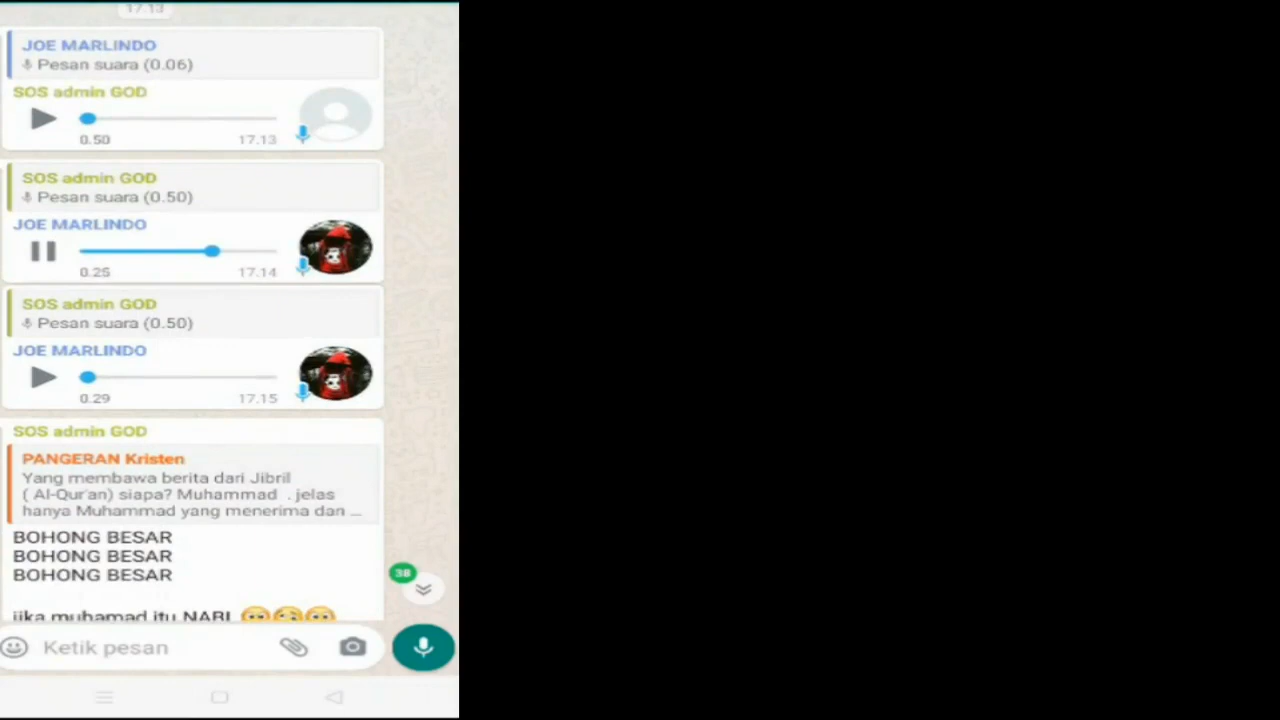 17.13
JOE MARLINDO
Pesan suara (0.06)
SOS admin GOD
0.50 17.13
SOS admin GOD
Pesan suara (0.50)
JOE MARLINDO
0.25 17.14
SOS admin GOD
Pesan suara (0.50)
JOE MARLINDO
0.29 17.15
SOS admin GOD
PANGERAN Kristen
Yang membawa berita dari Jibril
( Al-Qur'an) siapa? Muhammad . jelas
hanya Muhammad yang menerima dan ...
BOHONG BESAR
BOHONG BESAR
BOHONG BESAR
38
jika muhamad itu NABI
Ketik pesan